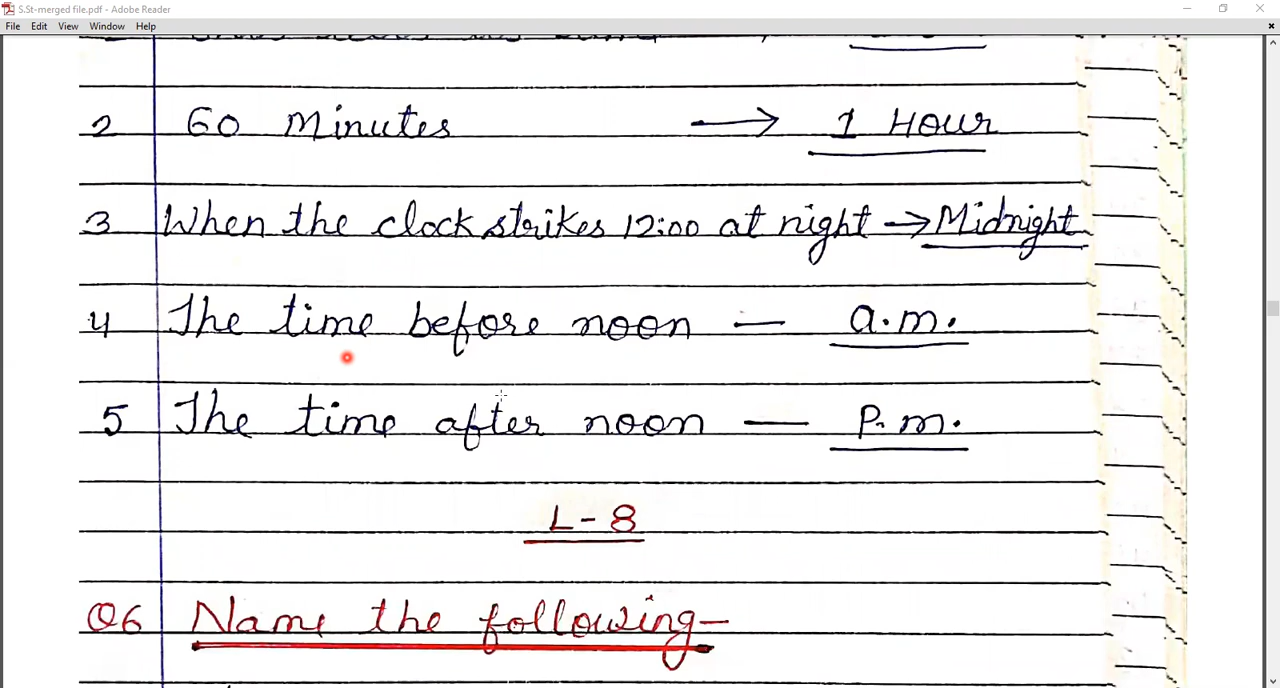 S.St-merged file.pdf - Adobe Reader
File Edit View Window Help
2 60 Minutes → 1 Hour
3 When the clock strikes 12:00 at night → Midnight
4 The time before noon — a.m.
5 The time after noon — P.m.
L-8
Q6 Name the following-